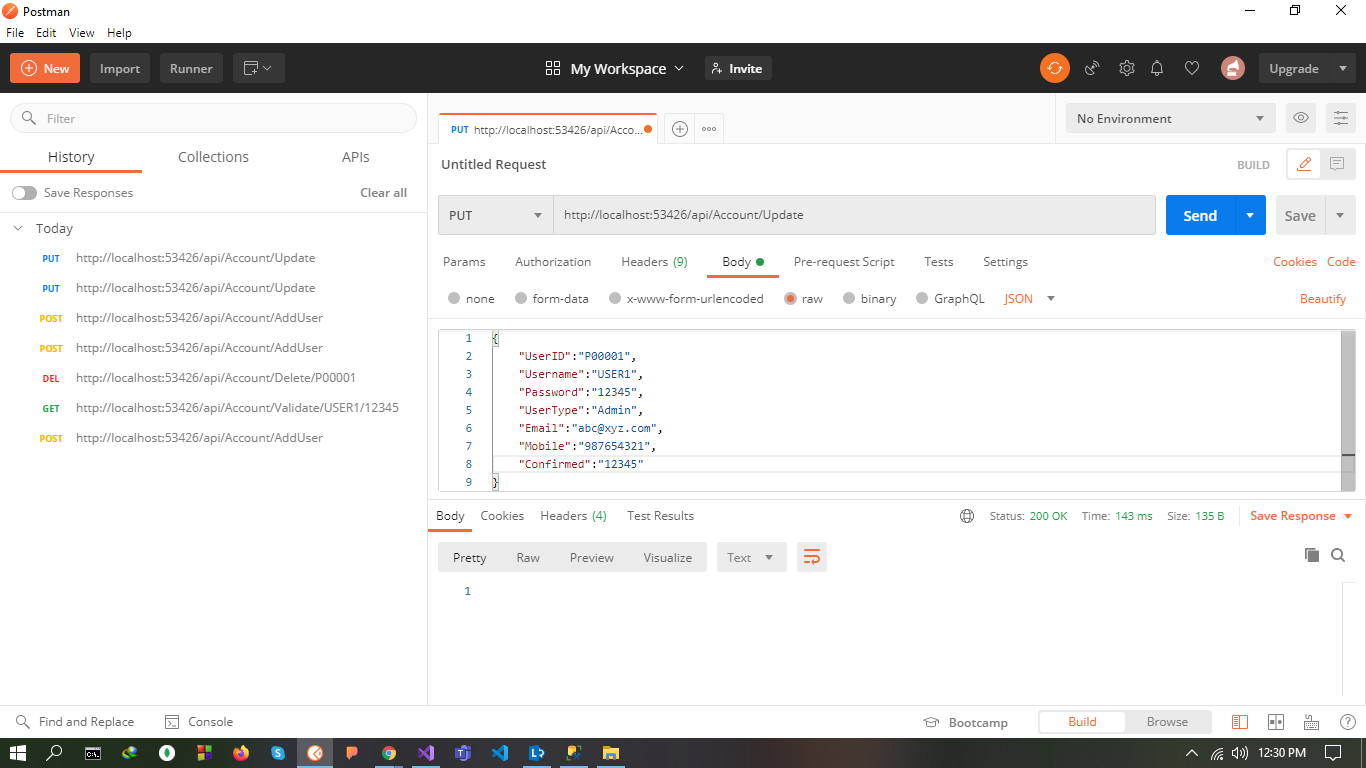 Postman
File Edit View Help
New Import Runner My Workspace Invite Upgrade
Filter
History Collections APIs
Save Responses Clear all
Today
PUT http://localhost:53426/api/Account/Update
PUT http://localhost:53426/api/Account/Update
POST http://localhost:53426/api/Account/AddUser
POST http://localhost:53426/api/Account/AddUser
DEL http://localhost:53426/api/Account/Delete/P00001
GET http://localhost:53426/api/Account/Validate/USER1/12345
POST http://localhost:53426/api/Account/AddUser
PUT http://localhost:53426/api/Acco...
No Environment
Untitled Request BUILD
PUT http://localhost:53426/api/Account/Update Send Save
Params Authorization Headers (9) Body Pre-request Script Tests Settings Cookies Code
none form-data x-www-form-urlencoded raw binary GraphQL JSON Beautify
1 {
2 "UserID":"P00001",
3 "Username":"USER1",
4 "Password":"12345",
5 "UserType":"Admin",
6 "Email":"abc@xyz.com",
7 "Mobile":"987654321",
8 "Confirmed":"12345"
9 }
Body Cookies Headers (4) Test Results Status: 200 OK Time: 143 ms Size: 135 B Save Response
Pretty Raw Preview Visualize Text
1
Find and Replace Console Bootcamp Build Browse
12:30 PM